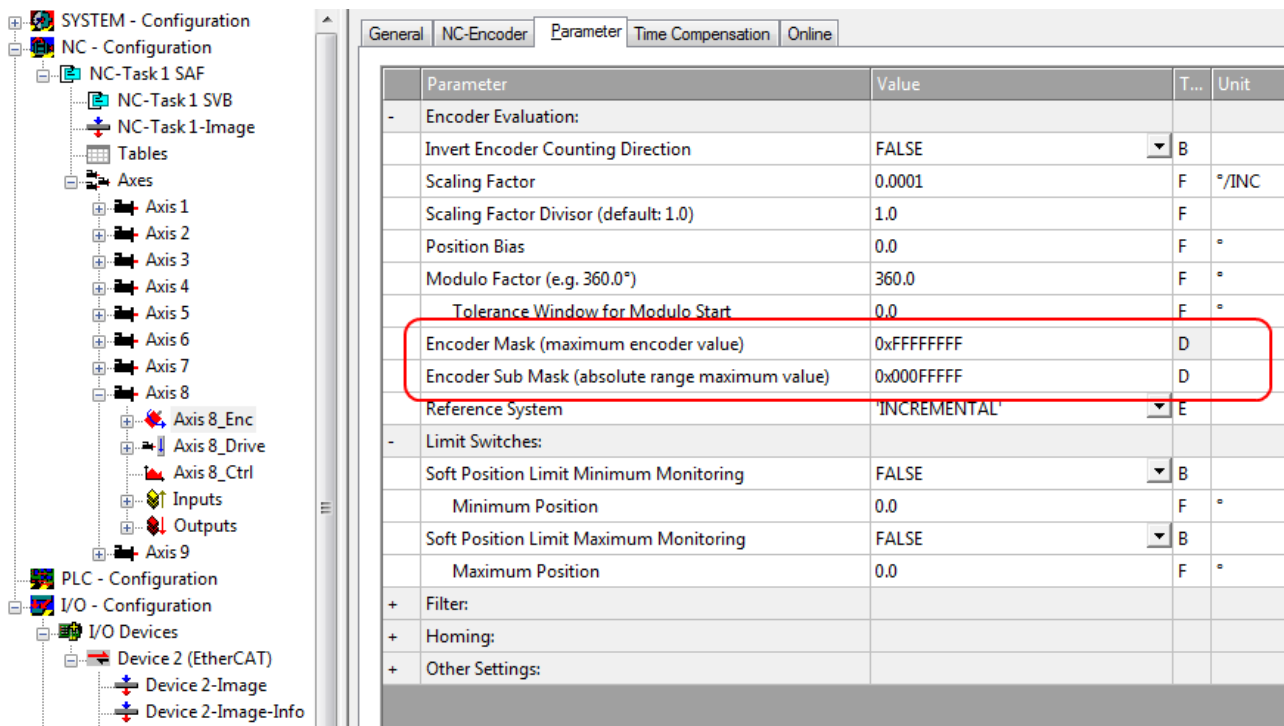 SYSTEM - Configuration
NC - Configuration
NC-Task 1 SAF
NC-Task 1 SVB
NC-Task 1-Image
Tables
Axes
Axis 1
Axis 2
Axis 3
Axis 4
Axis 5
Axis 6
Axis 7
Axis 8
Axis 8_Enc
Axis 8_Drive
Axis 8_Ctrl
Inputs
Outputs
Axis 9
PLC - Configuration
I/O - Configuration
I/O Devices
Device 2 (EtherCAT)
Device 2-Image
Device 2-Image-Info
General NC-Encoder Parameter Time Compensation Online
Parameter Value T... Unit
- Encoder Evaluation:
Invert Encoder Counting Direction FALSE B
Scaling Factor 0.0001 F °/INC
Scaling Factor Divisor (default: 1.0) 1.0 F
Position Bias 0.0 F °
Modulo Factor (e.g. 360.0°) 360.0 F °
Tolerance Window for Modulo Start 0.0 F °
Encoder Mask (maximum encoder value) 0xFFFFFFFF D
Encoder Sub Mask (absolute range maximum value) 0x000FFFFF D
Reference System 'INCREMENTAL' E
- Limit Switches:
Soft Position Limit Minimum Monitoring FALSE B
Minimum Position 0.0 F °
Soft Position Limit Maximum Monitoring FALSE B
Maximum Position 0.0 F °
+ Filter:
+ Homing:
+ Other Settings: